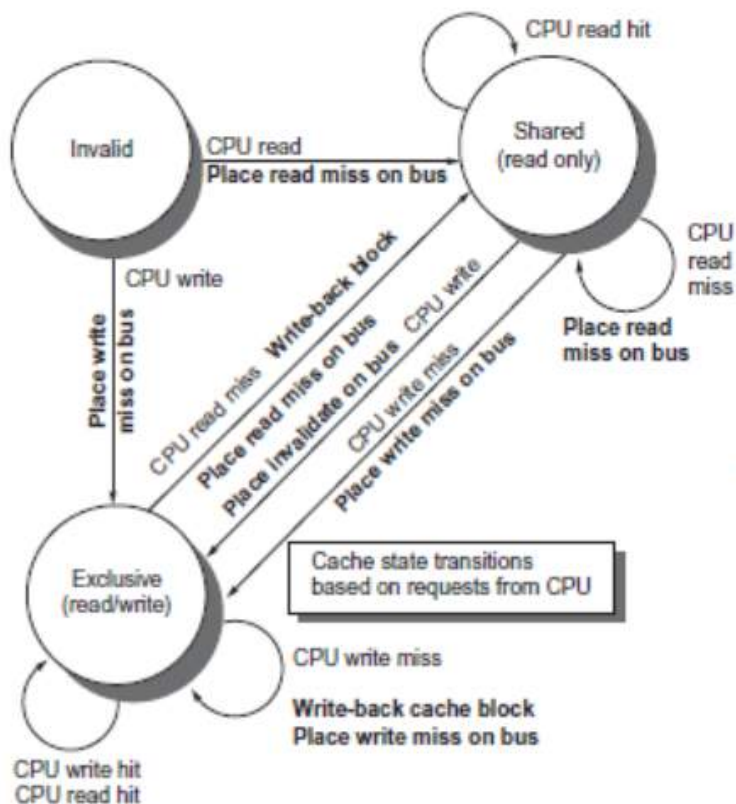 CPU read hit
Invalid
Shared
(read only)
CPU read
Place read miss on bus
CPU
read
miss
Place read
miss on bus
CPU write
Place write
miss on bus
CPU read miss Write-back block
Place read miss on bus
CPU write
Place invalidate on bus
CPU write miss
Place write miss on bus
Cache state transitions
based on requests from CPU
Exclusive
(read/write)
CPU write miss
Write-back cache block
Place write miss on bus
CPU write hit
CPU read hit